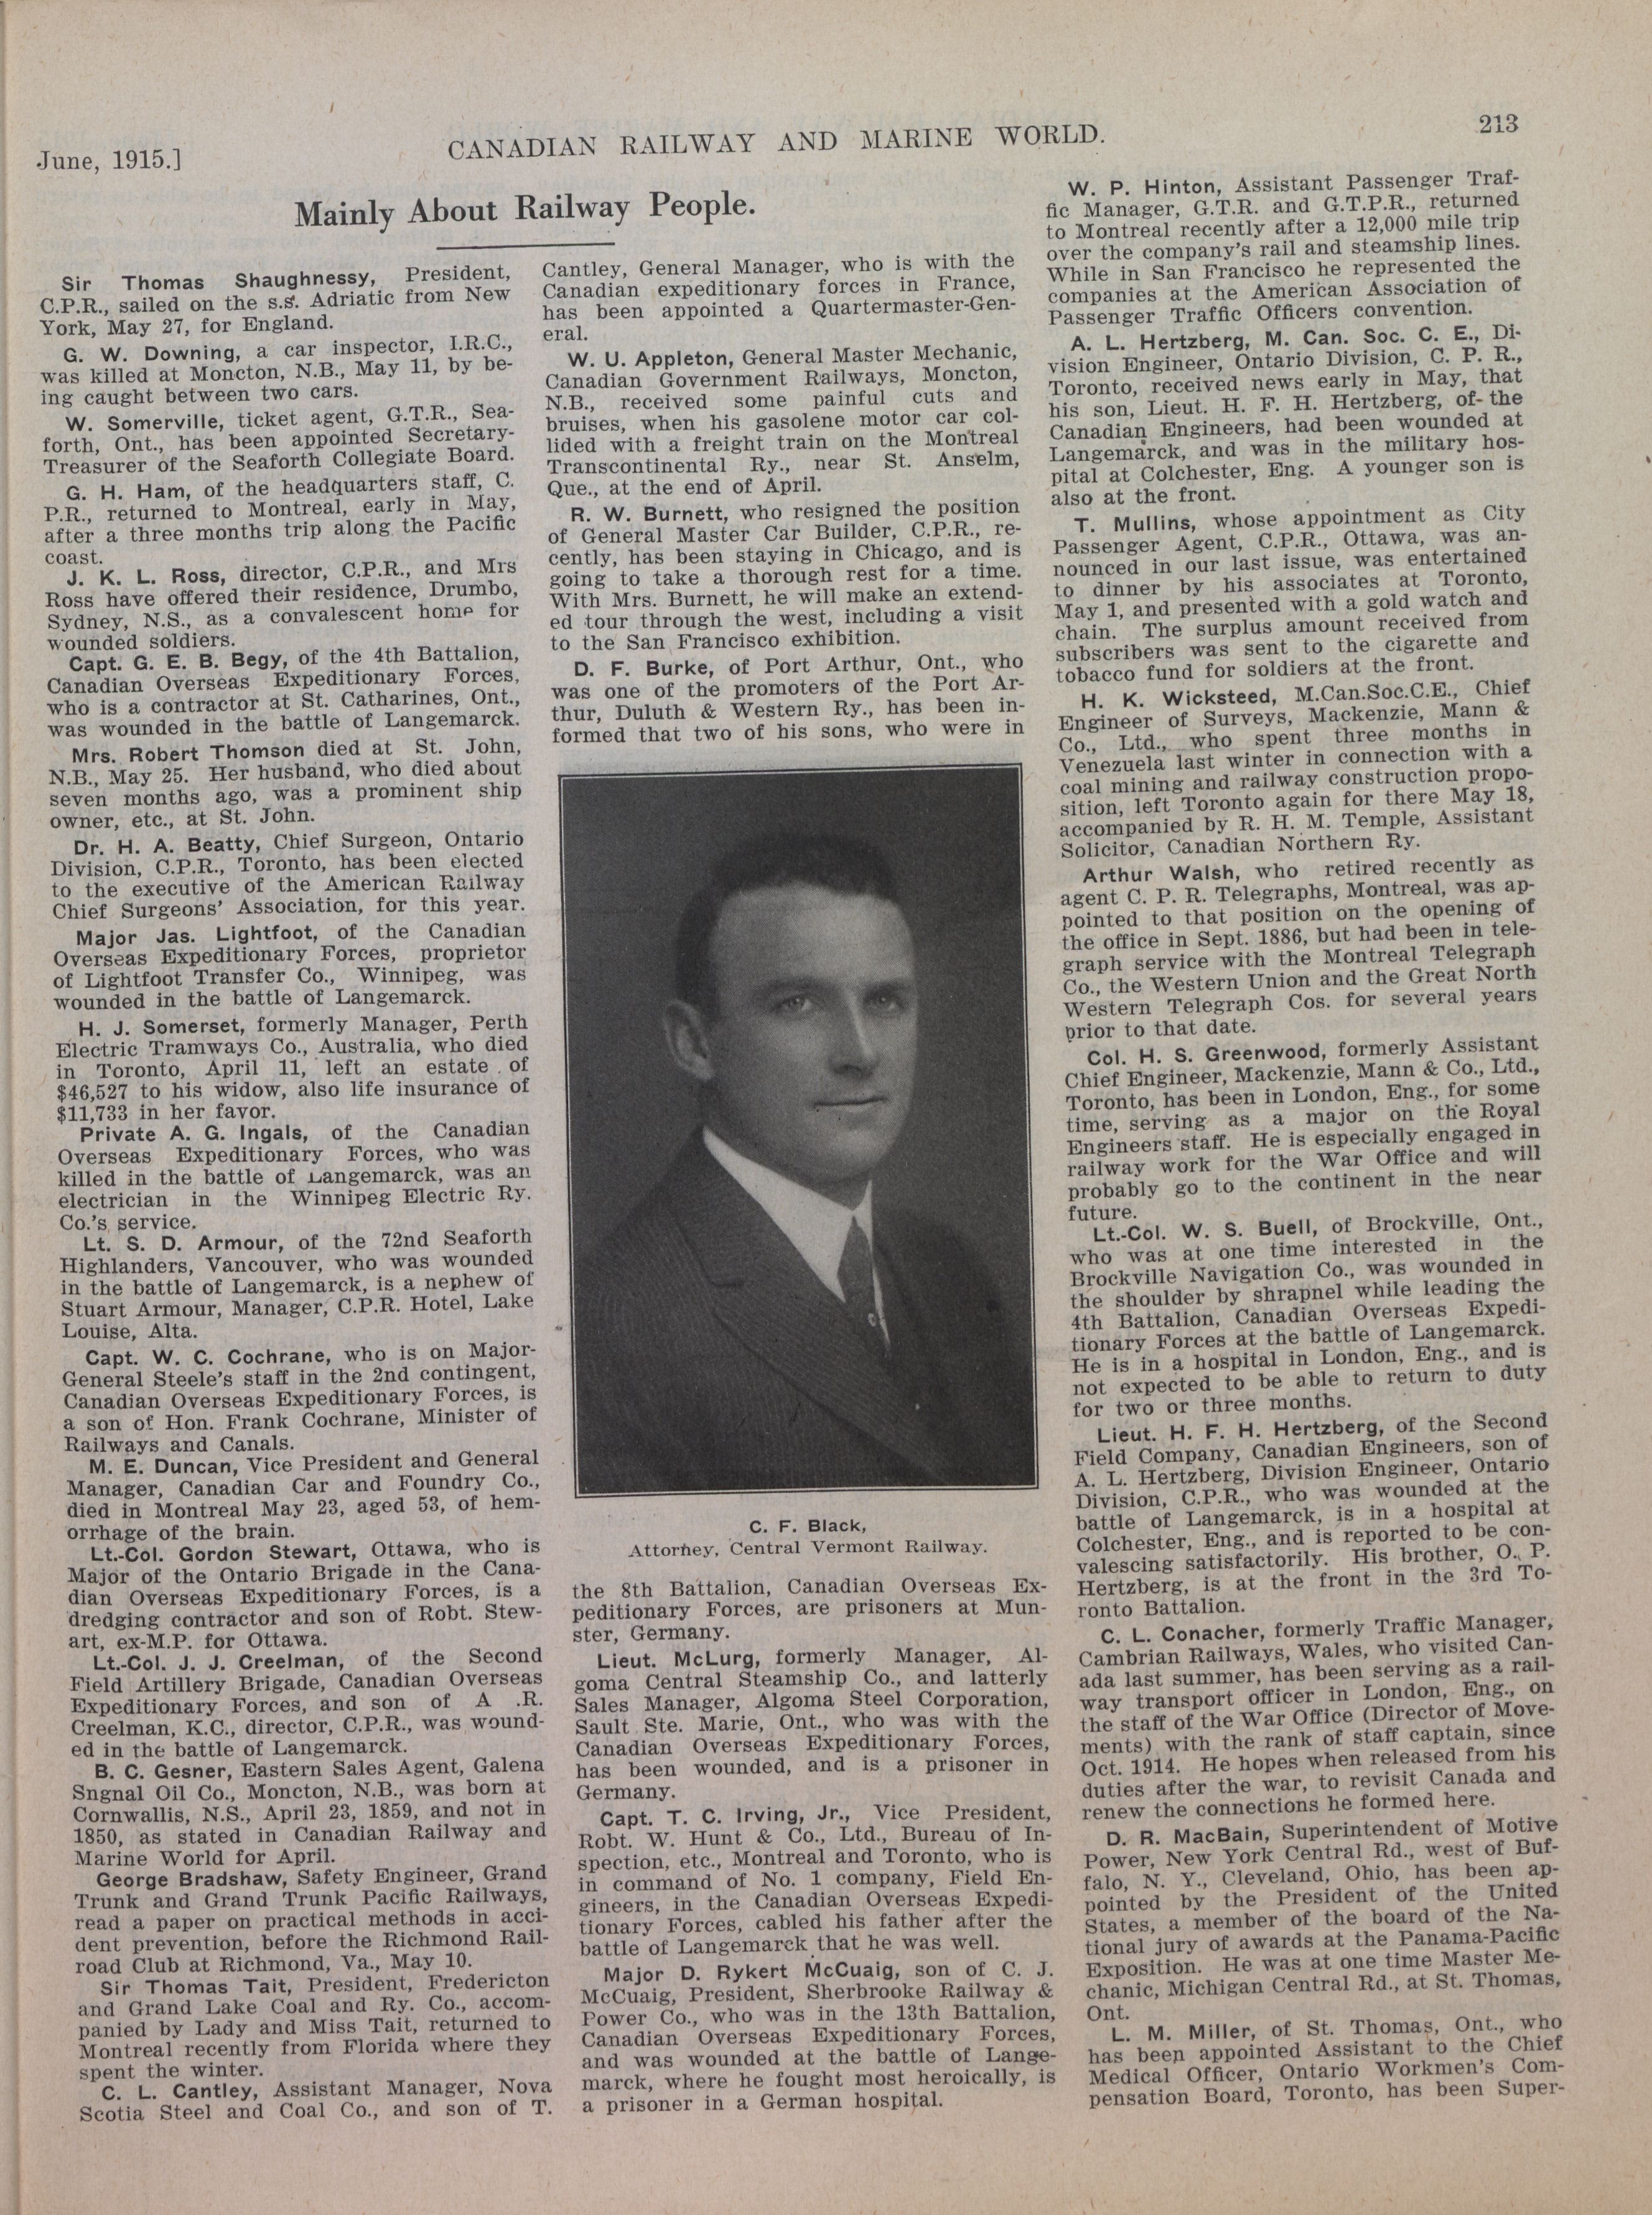 June, 1915.]
CANADIAN RAILWAY AND MARINE WORLD.
213
Mainly About Railway People.
Sir Thomas Shaughnessy, President,
C.P.R., sailed on the s.s. Adriatic from New
York, May 27, for England.
G. W. Downing, a car inspector, I.R.C.,
was killed at Moncton, N.B., May 11, by be-
ing caught between two cars.
W. Somerville, ticket agent, G.T.R., Sea-
forth, Ont., has been appointed Secretary-
Treasurer of the Seaforth Collegiate Board.
G. H. Ham, of the headquarters staff, C.
P.R., returned to Montreal, early in May,
after a three months trip along the Pacific
coast.
J. K. L. Ross, director, C.P.R., and Mrs
Ross have offered their residence, Drumbo,
Sydney, N.S., as a convalescent home for
wounded soldiers.
Capt. G. E. B. Begy, of the 4th Battalion,
Canadian Overseas Expeditionary Forces,
who is a contractor at St. Catharines, Ont.,
was wounded in the battle of Langemarck.
Mrs. Robert Thomson died at St. John,
N.B., May 25. Her husband, who died about
seven months ago, was a prominent ship
owner, etc., at St. John.
Dr. H. A. Beatty, Chief Surgeon, Ontario
Division, C.P.R., Toronto, has been elected
to the executive of the American Railway
Chief Surgeons' Association, for this year.
Major Jas. Lightfoot, of the Canadian
Overseas Expeditionary Forces, proprietor
of Lightfoot Transfer Co., Winnipeg, was
wounded in the battle of Langemarck.
H. J. Somerset, formerly Manager, Perth
Electric Tramways Co., Australia, who died
in Toronto, April 11, left an estate of
$46,527 to his widow, also life insurance of
$11,733 in her favor.
Private A. G. Ingals, of the Canadian
Overseas Expeditionary Forces, who was
killed in the battle of Langemarck, was an
electrician in the Winnipeg Electric Ry.
Co.'s service.
Lt. S. D. Armour, of the 72nd Seaforth
Highlanders, Vancouver, who was wounded
in the battle of Langemarck, is a nephew of
Stuart Armour, Manager, C.P.R. Hotel, Lake
Louise, Alta.
Capt. W. C. Cochrane, who is on Major-
General Steele's staff in the 2nd contingent,
Canadian Overseas Expeditionary Forces, is
a son of Hon. Frank Cochrane, Minister of
Railways and Canals.
M. E. Duncan, Vice President and General
Manager, Canadian Car and Foundry Co.,
died in Montreal May 23, aged 53, of hem-
orrhage of the brain.
Lt.-Col. Gordon Stewart, Ottawa, who is
Major of the Ontario Brigade in the Cana-
dian Overseas Expeditionary Forces, is a
dredging contractor and son of Robt. Stew-
art, ex-M.P. for Ottawa.
Lt.-Col. J. J. Creelman, of the Second
Field Artillery Brigade, Canadian Overseas
Expeditionary Forces, and son of A .R.
Creelman, K.C., director, C.P.R., was wound-
ed in the battle of Langemarck.
B. C. Gesner, Eastern Sales Agent, Galena
Sngnal Oil Co., Moncton, N.B., was born at
Cornwallis, N.S., April 23, 1859, and not in
1850, as stated in Canadian Railway and
Marine World for April.
George Bradshaw, Safety Engineer, Grand
Trunk and Grand Trunk Pacific Railways,
read a paper on practical methods in acci-
dent prevention, before the Richmond Rail-
road Club at Richmond, Va., May 10.
Sir Thomas Tait, President, Fredericton
and Grand Lake Coal and Ry. Co., accom-
panied by Lady and Miss Tait, returned to
Montreal recently from Florida where they
spent the winter.
C. L. Cantley, Assistant Manager, Nova
Scotia Steel and Coal Co., and son of T.
Cantley, General Manager, who is with the
Canadian expeditionary forces in France,
has been appointed a Quartermaster-Gen-
eral.
W. U. Appleton, General Master Mechanic,
Canadian Government Railways, Moncton,
N.B., received some painful cuts and
bruises, when his gasolene motor car col-
lided with a freight train on the Montreal
Transcontinental Ry., near St. Anselm,
Que., at the end of April.
R. W. Burnett, who resigned the position
of General Master Car Builder, C.P.R., re-
cently, has been staying in Chicago, and is
going to take a thorough rest for a time.
With Mrs. Burnett, he will make an extend-
ed tour through the west, including a visit
to the San Francisco exhibition.
D. F. Burke, of Port Arthur, Ont., who
was one of the promoters of the Port Ar-
thur, Duluth & Western Ry., has been in-
formed that two of his sons, who were in
C. F. Black,
Attorney, Central Vermont Railway.
the 8th Battalion, Canadian Overseas Ex-
peditionary Forces, are prisoners at Mun-
ster, Germany.
Lieut. McLurg, formerly Manager, Al-
goma Central Steamship Co., and latterly
Sales Manager, Algoma Steel Corporation,
Sault Ste. Marie, Ont., who was with the
Canadian Overseas Expeditionary Forces,
has been wounded, and is a prisoner in
Germany.
Capt. T. C. Irving, Jr., Vice President,
Robt. W. Hunt & Co., Ltd., Bureau of In-
spection, etc., Montreal and Toronto, who is
in command of No. 1 company, Field En-
gineers, in the Canadian Overseas Expedi-
tionary Forces, cabled his father after the
battle of Langemarck that he was well.
Major D. Rykert McCuaig, son of C. J.
McCuaig, President, Sherbrooke Railway &
Power Co., who was in the 13th Battalion,
Canadian Overseas Expeditionary Forces,
and was wounded at the battle of Lange-
marck, where he fought most heroically, is
a prisoner in a German hospital.
W. P. Hinton, Assistant Passenger Traf-
fic Manager, G.T.R. and G.T.P.R., returned
to Montreal recently after a 12,000 mile trip
over the company's rail and steamship lines.
While in San Francisco he represented the
companies at the American Association of
Passenger Traffic Officers convention.
A. L. Hertzberg, M. Can. Soc. C. E., Di-
vision Engineer, Ontario Division, C. P. R.,
Toronto, received news early in May, that
his son, Lieut. H. F. H. Hertzberg, of the
Canadian Engineers, had been wounded at
Langemarck, and was in the military hos-
pital at Colchester, Eng. A younger son is
also at the front.
T. Mullins, whose appointment as City
Passenger Agent, C.P.R., Ottawa, was an-
nounced in our last issue, was entertained
to dinner by his associates at Toronto,
May 1, and presented with a gold watch and
chain. The surplus amount received from
subscribers was sent to the cigarette and
tobacco fund for soldiers at the front.
H. K. Wicksteed, M.Can.Soc.C.E., Chief
Engineer of Surveys, Mackenzie, Mann &
Co., Ltd., who spent three months in
Venezuela last winter in connection with a
coal mining and railway construction propo-
sition, left Toronto again for there May 18,
accompanied by R. H. M. Temple, Assistant
Solicitor, Canadian Northern Ry.
Arthur Walsh, who retired recently as
agent C. P. R. Telegraphs, Montreal, was ap-
pointed to that position on the opening of
the office in Sept. 1886, but had been in tele-
graph service with the Montreal Telegraph
Co., the Western Union and the Great North
Western Telegraph Cos. for several years
prior to that date.
Col. H. S. Greenwood, formerly Assistant
Chief Engineer, Mackenzie, Mann & Co., Ltd.,
Toronto, has been in London, Eng., for some
time, serving as a major on the Royal
Engineers staff. He is especially engaged in
railway work for the War Office and will
probably go to the continent in the near
future.
Lt.-Col. W. S. Buell, of Brockville, Ont.,
who was at one time interested in the
Brockville Navigation Co., was wounded in
the shoulder by shrapnel while leading the
4th Battalion, Canadian Overseas Expedi-
tionary Forces at the battle of Langemarck.
He is in a hospital in London, Eng., and is
not expected to be able to return to duty
for two or three months.
Lieut. H. F. H. Hertzberg, of the Second
Field Company, Canadian Engineers, son of
A. L. Hertzberg, Division Engineer, Ontario
Division, C.P.R., who was wounded at the
battle of Langemarck, is in a hospital at
Colchester, Eng., and is reported to be con-
valescing satisfactorily. His brother, O. P.
Hertzberg, is at the front in the 3rd To-
ronto Battalion.
C. L. Conacher, formerly Traffic Manager,
Cambrian Railways, Wales, who visited Can-
ada last summer, has been serving as a rail-
way transport officer in London, Eng., on
the staff of the War Office (Director of Move-
ments) with the rank of staff captain, since
Oct. 1914. He hopes when released from his
duties after the war, to revisit Canada and
renew the connections he formed here.
D. R. MacBain, Superintendent of Motive
Power, New York Central Rd., west of Buf-
falo, N. Y., Cleveland, Ohio, has been ap-
pointed by the President of the United
States, a member of the board of the Na-
tional jury of awards at the Panama-Pacific
Exposition. He was at one time Master Me-
chanic, Michigan Central Rd., at St. Thomas,
Ont.
L. M. Miller, of St. Thomas, Ont., who
has been appointed Assistant to the Chief
Medical Officer, Ontario Workmen's Com-
pensation Board, Toronto, has been Super-